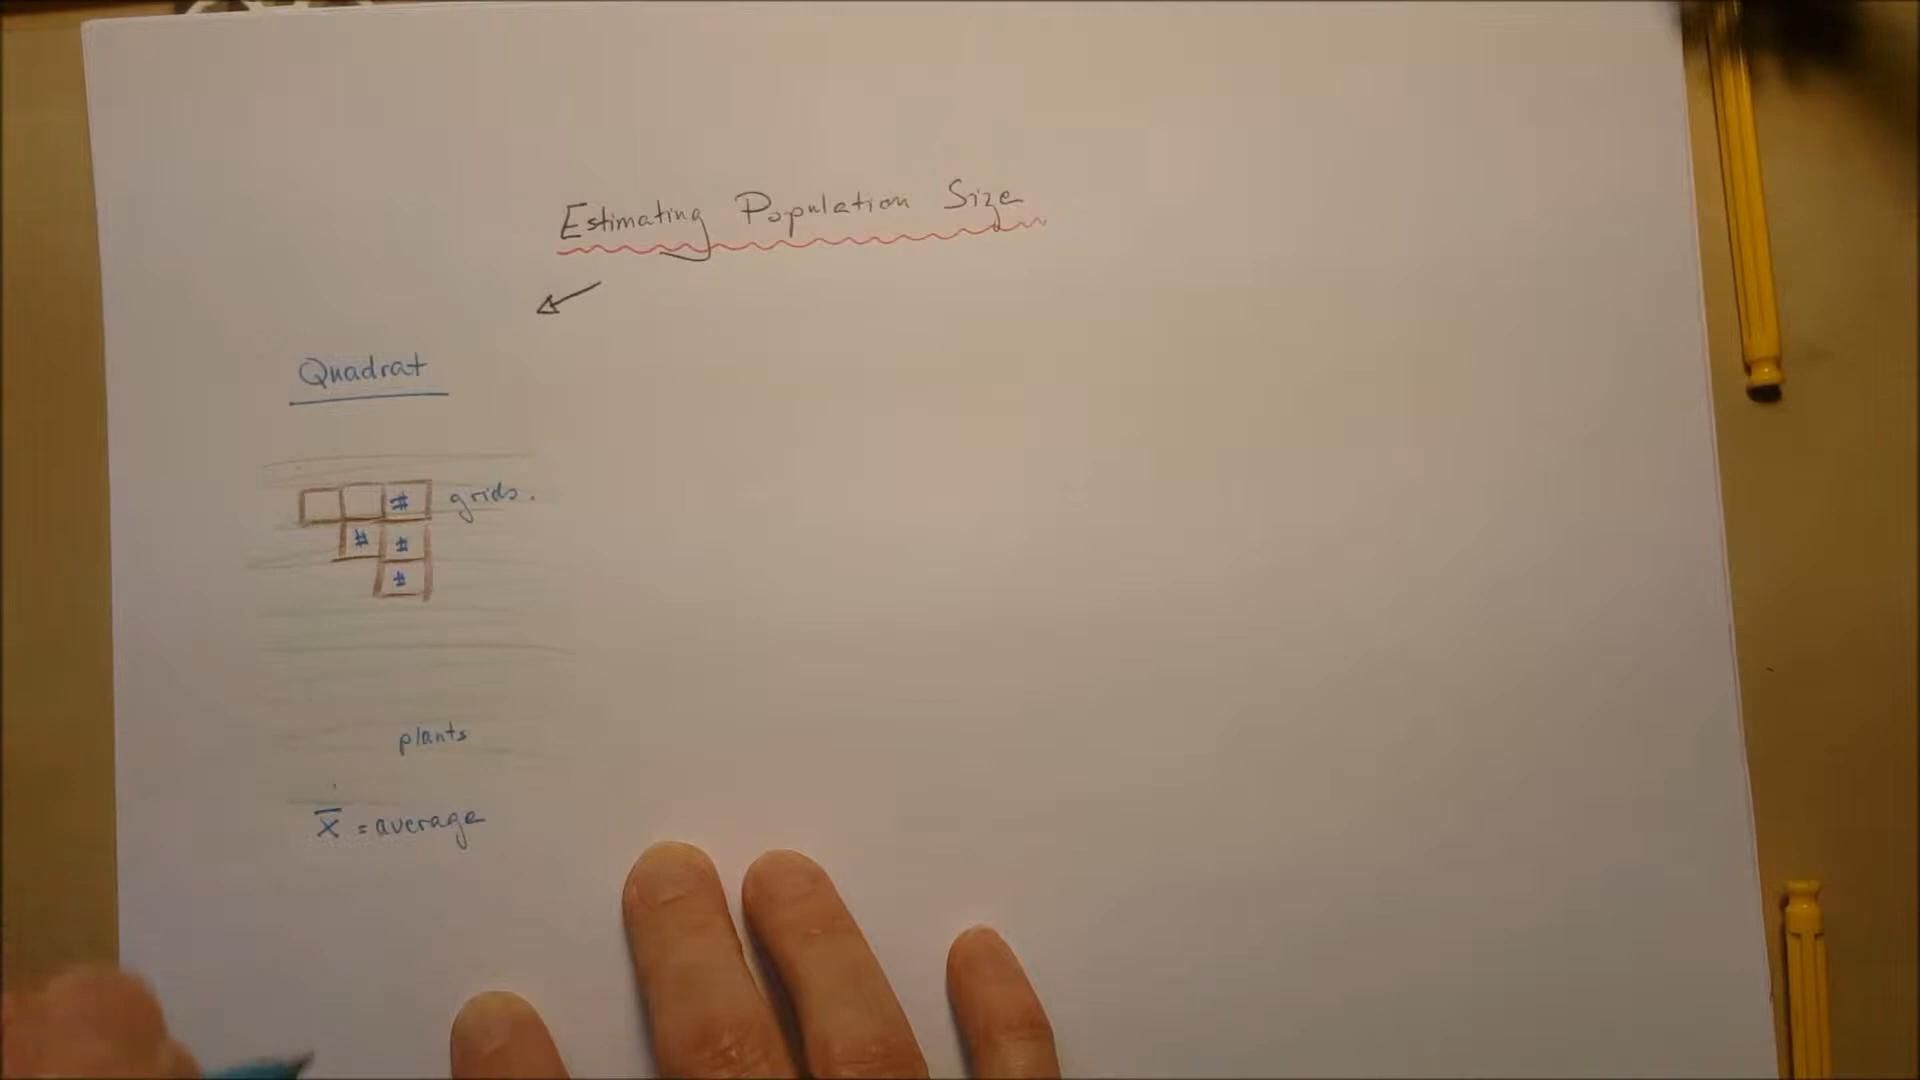 Estimating Population Size
Quadrat
# grids.
# #
#
plants
x̄ = average